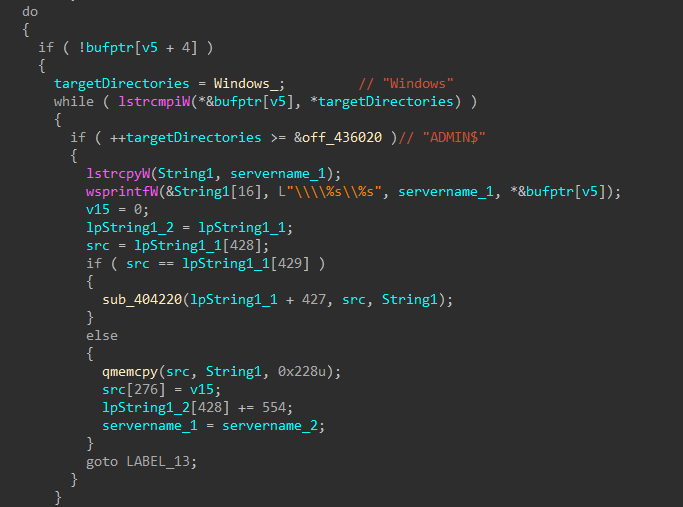 do
{
if ( !bufptr[v5 + 4] )
{
targetDirectories = Windows_; // "Windows"
while ( lstrcmpiW(*&bufptr[v5], *targetDirectories) )
{
if ( ++targetDirectories >= &off_436020 )// "ADMIN$"
{
lstrcpyW(String1, servername_1);
wsprintfW(&String1[16], L"\\\\%s\\%s", servername_1, *&bufptr[v5]);
v15 = 0;
lpString1_2 = lpString1_1;
src = lpString1_1[428];
if ( src == lpString1_1[429] )
{
sub_404220(lpString1_1 + 427, src, String1);
}
else
{
qmemcpy(src, String1, 0x228u);
src[276] = v15;
lpString1_2[428] += 554;
servername_1 = servername_2;
}
goto LABEL_13;
}
}